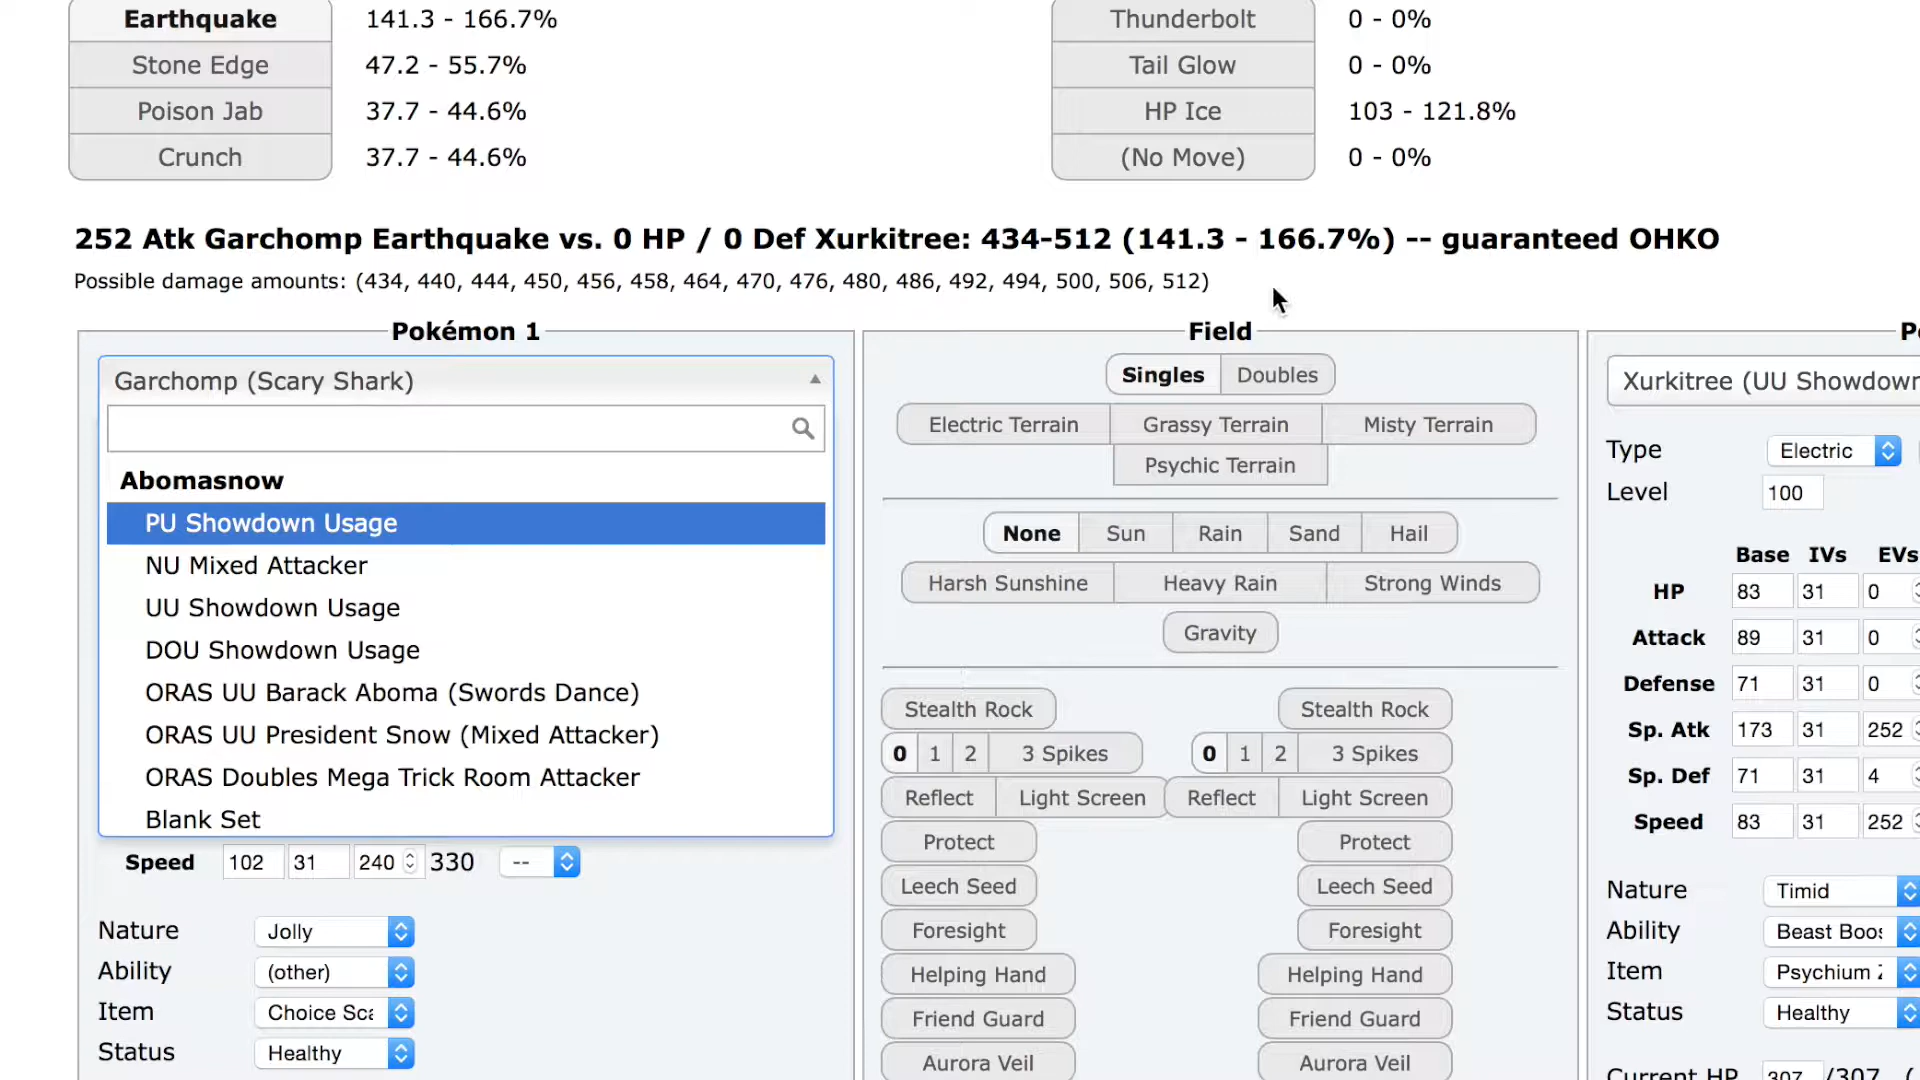 Earthquake 141.3 - 166.7% Thunderbolt 0 - 0%
Stone Edge 47.2 - 55.7% Tail Glow 0 - 0%
Poison Jab 37.7 - 44.6% HP Ice 103 - 121.8%
Crunch 37.7 - 44.6% (No Move) 0 - 0%
252 Atk Garchomp Earthquake vs. 0 HP / 0 Def Xurkitree: 434-512 (141.3 - 166.7%) -- guaranteed OHKO
Possible damage amounts: (434, 440, 444, 450, 456, 458, 464, 470, 476, 480, 486, 492, 494, 500, 506, 512)
Pokémon 1
Garchomp (Scary Shark)
Abomasnow
PU Showdown Usage
NU Mixed Attacker
UU Showdown Usage
DOU Showdown Usage
ORAS UU Barack Aboma (Swords Dance)
ORAS UU President Snow (Mixed Attacker)
ORAS Doubles Mega Trick Room Attacker
Blank Set
Speed 102 31 240 330 --
Nature Jolly
Ability (other)
Item Choice Sca
Status Healthy
Field
Singles Doubles
Electric Terrain Grassy Terrain Misty Terrain
Psychic Terrain
None Sun Rain Sand Hail
Harsh Sunshine Heavy Rain Strong Winds
Gravity
Stealth Rock Stealth Rock
0 1 2 3 Spikes 0 1 2 3 Spikes
Reflect Light Screen Reflect Light Screen
Protect Protect
Leech Seed Leech Seed
Foresight Foresight
Helping Hand Helping Hand
Friend Guard Friend Guard
Aurora Veil Aurora Veil
Xurkitree (UU Showdown
Type Electric
Level 100
Base IVs EVs
HP 83 31 0
Attack 89 31 0
Defense 71 31 0
Sp. Atk 173 31 252
Sp. Def 71 31 4
Speed 83 31 252
Nature Timid
Ability Beast Boos
Item Psychium
Status Healthy
Current HP 307 /307 (